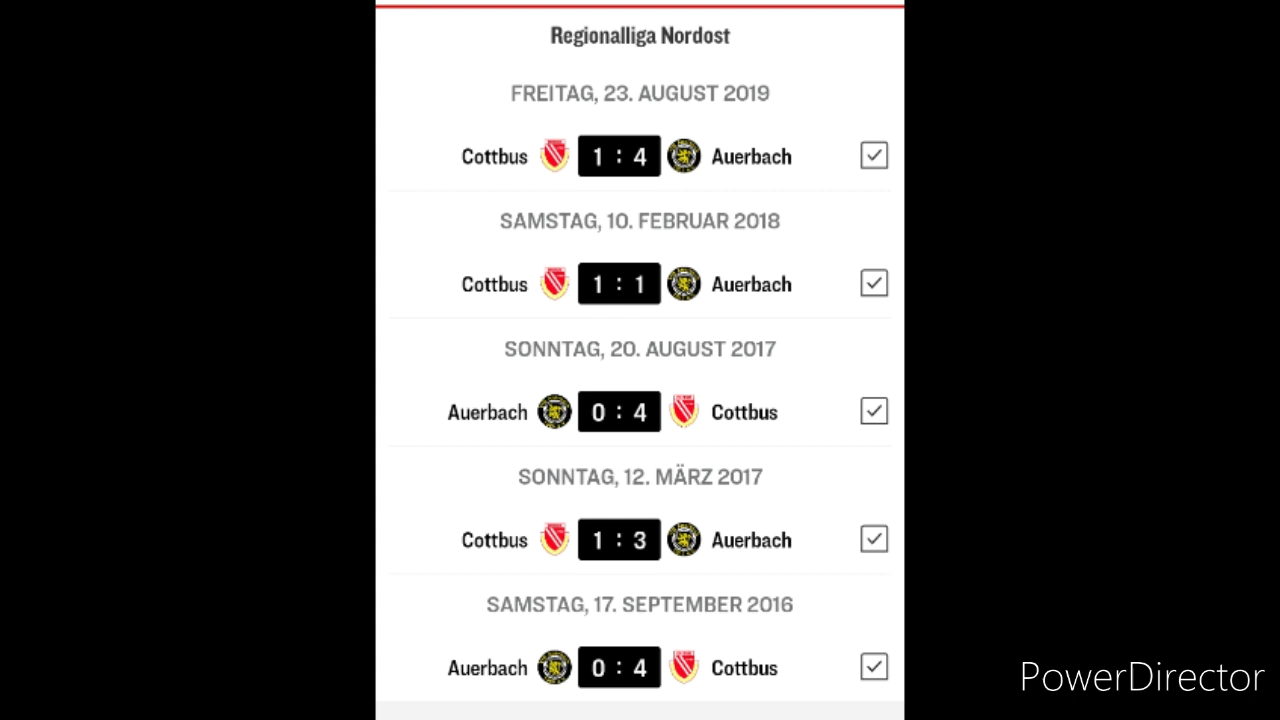 Regionalliga Nordost
FREITAG, 23. AUGUST 2019
Cottbus 1 : 4 Auerbach
SAMSTAG, 10. FEBRUAR 2018
Cottbus 1 : 1 Auerbach
SONNTAG, 20. AUGUST 2017
Auerbach 0 : 4 Cottbus
SONNTAG, 12. MÄRZ 2017
Cottbus 1 : 3 Auerbach
SAMSTAG, 17. SEPTEMBER 2016
Auerbach 0 : 4 Cottbus
PowerDirector